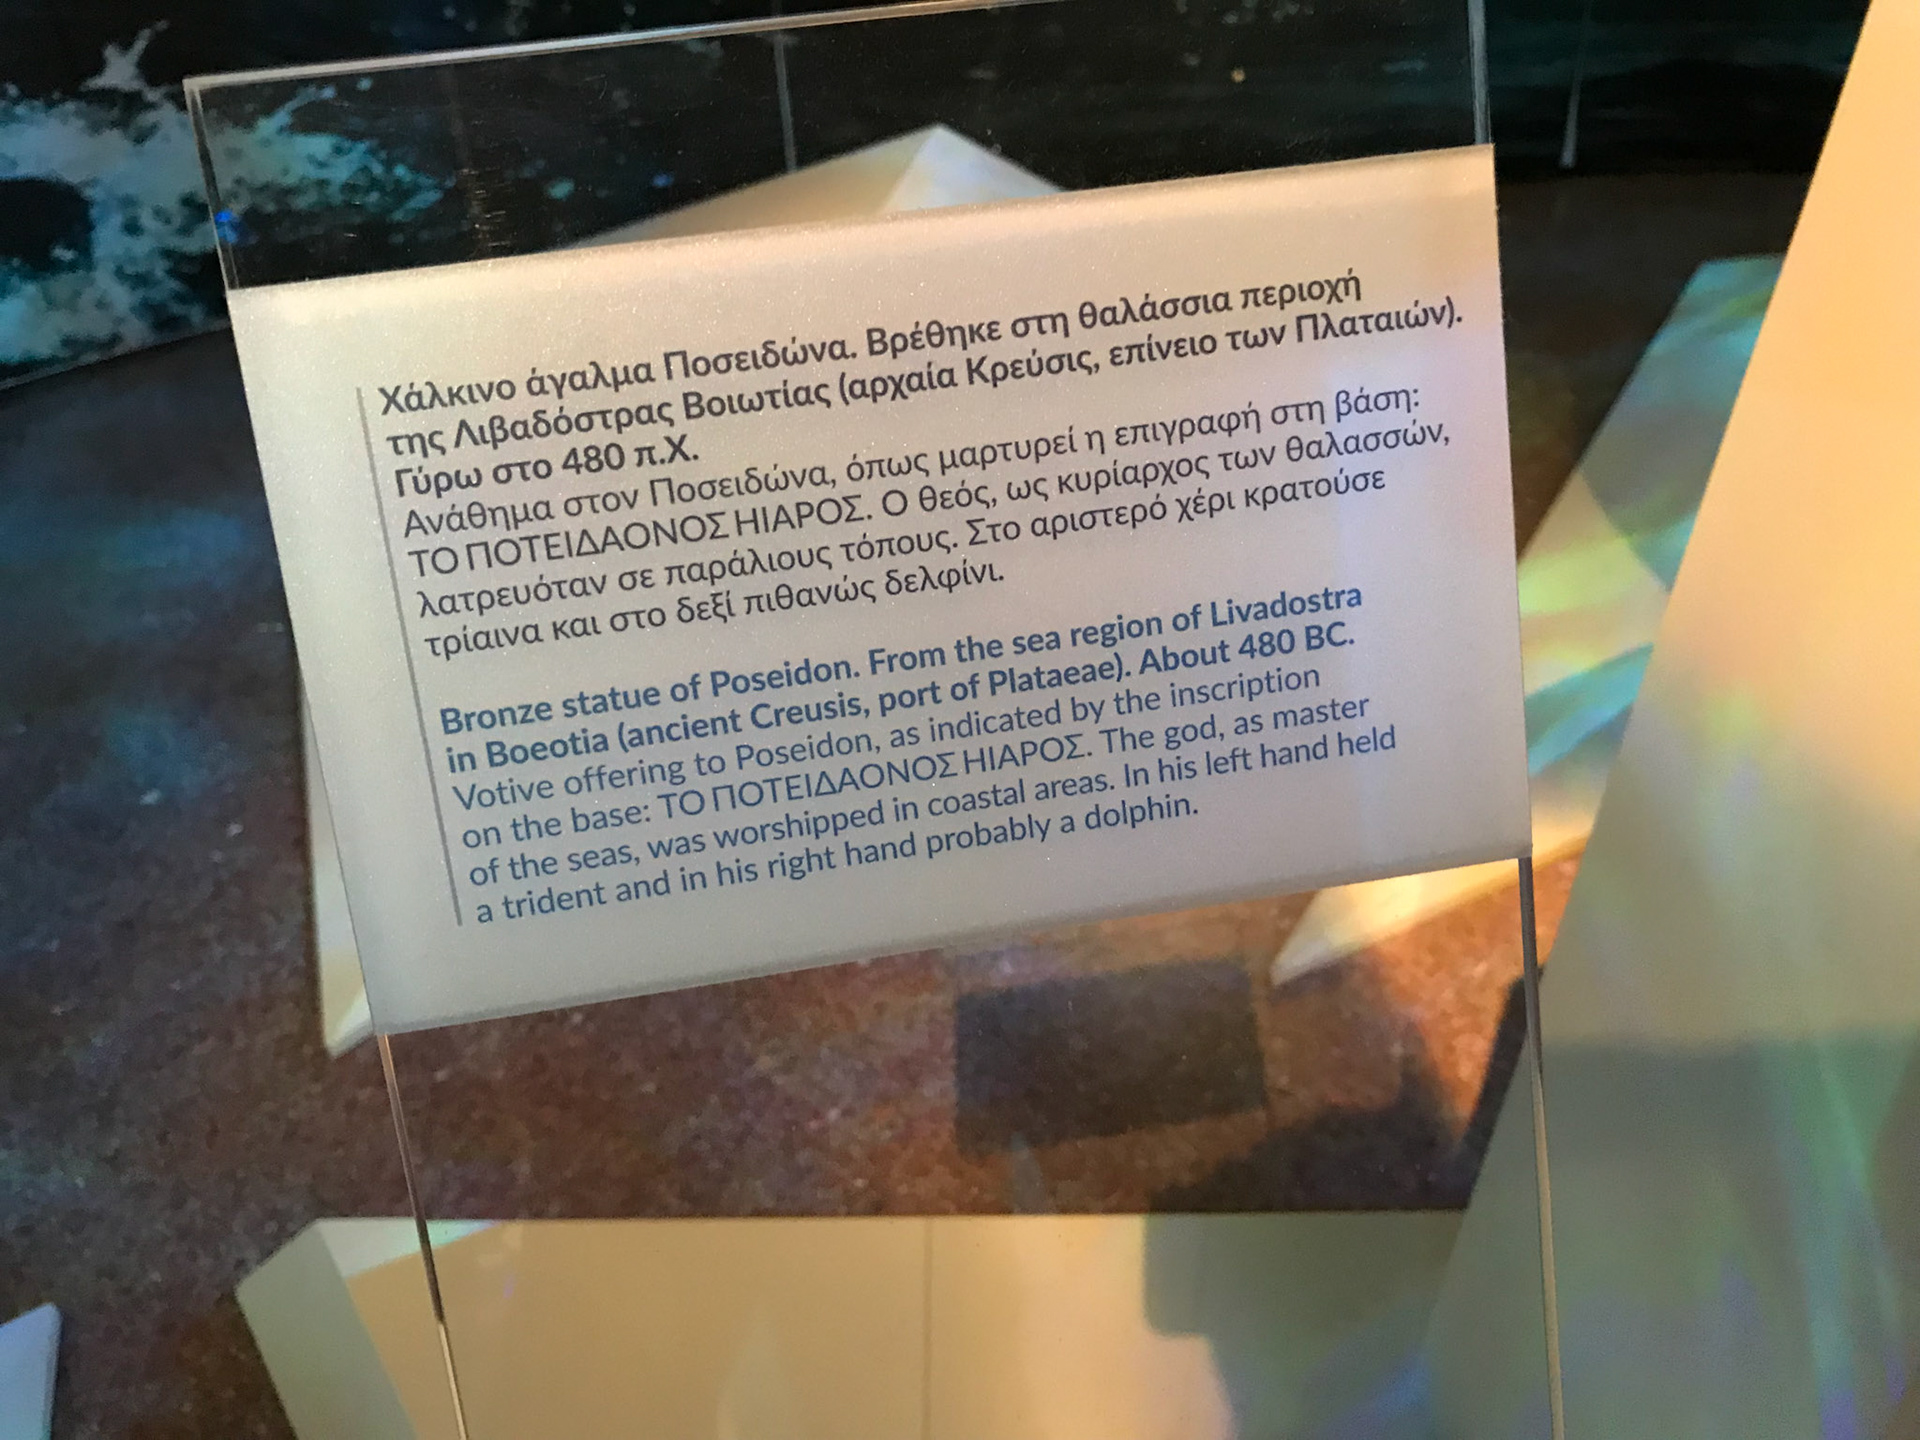 Χάλκινο άγαλμα Ποσειδώνα. Βρέθηκε στη θαλάσσια περιοχή
της Λιβαδόστρας Βοιωτίας (αρχαία Κρεύσις, επίνειο των Πλαταιών).
Γύρω στο 480 π.Χ.
Ανάθημα στον Ποσειδώνα, όπως μαρτυρεί η επιγραφή στη βάση:
ΤΟ ΠΟΤΕΙΔΑΟΝΟΣ ΗΙΑΡΟΣ. Ο θεός, ως κυρίαρχος των θαλασσών,
λατρευόταν σε παράλιους τόπους. Στο αριστερό χέρι κρατούσε
τρίαινα και στο δεξί πιθανώς δελφίνι.
Bronze statue of Poseidon. From the sea region of Livadostra
in Boeotia (ancient Creusis, port of Plataeae). About 480 BC.
Votive offering to Poseidon, as indicated by the inscription
on the base: ΤΟ ΠΟΤΕΙΔΑΟΝΟΣ ΗΙΑΡΟΣ. The god, as master
of the seas, was worshipped in coastal areas. In his left hand held
a trident and in his right hand probably a dolphin.